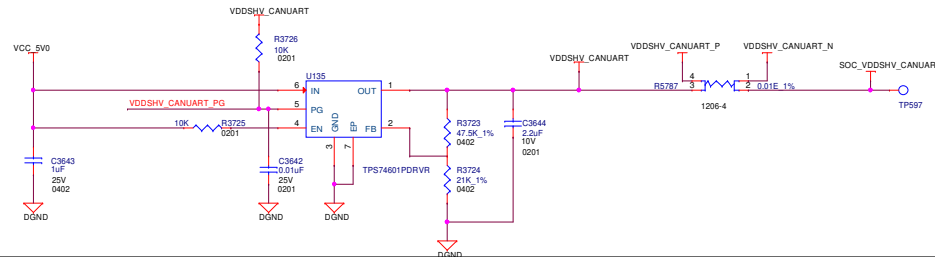 VDDSHV_CANUART
R3726
10K
0201
VCC_5V0
VDDSHV_CANUART
VDDSHV_CANUART_P
VDDSHV_CANUART_N
SOC_VDDSHV_CANUAR
U135
6 IN OUT 1
VDDSHV_CANUART_PG
5 PG
10K R3725
0201
4 EN FB 2
GND
EP
3
7
TPS74601PDRVR
R5787
4
3
1
2
0.01E_1%
1206-4
TP597
R3723
47.5K_1%
0402
C3644
2.2uF
10V
0201
C3643
1uF
25V
0402
C3642
0.01uF
25V
0201
R3724
21K_1%
0402
DGND
DGND
DGND
DGND